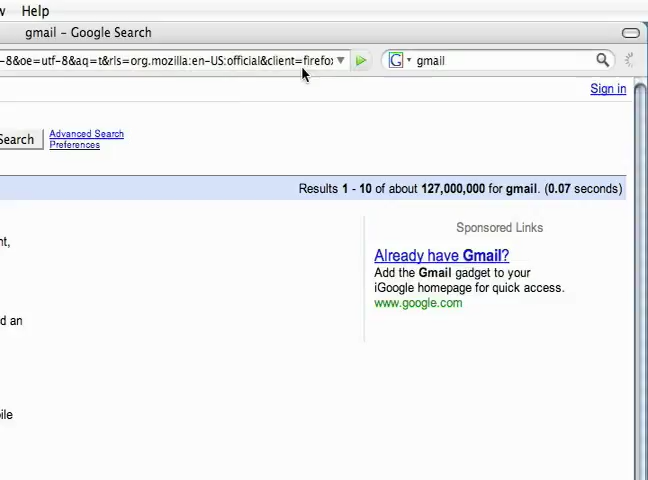 Help
gmail – Google Search
-8&oe=utf-8&aq=t&rls=org.mozilla:en-US:official&client=firefo
gmail
Sign in
Search
Advanced Search
Preferences
Results 1 - 10 of about 127,000,000 for gmail. (0.07 seconds)
Sponsored Links
Already have Gmail?
Add the Gmail gadget to your
iGoogle homepage for quick access.
www.google.com
nt,
d an
ile